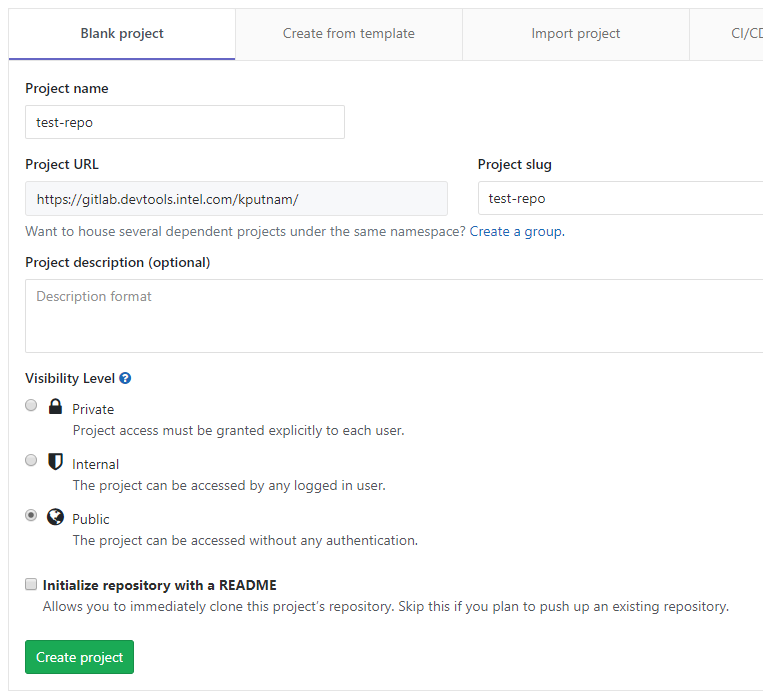 Blank project
Create from template
Import project
CI/CD
Project name
test-repo
Project URL
Project slug
https://gitlab.devtools.intel.com/kputnam/
test-repo
Want to house several dependent projects under the same namespace? Create a group.
Project description (optional)
Description format
Visibility Level ?
Private
Project access must be granted explicitly to each user.
Internal
The project can be accessed by any logged in user.
Public
The project can be accessed without any authentication.
Initialize repository with a README
Allows you to immediately clone this project's repository. Skip this if you plan to push up an existing repository.
Create project